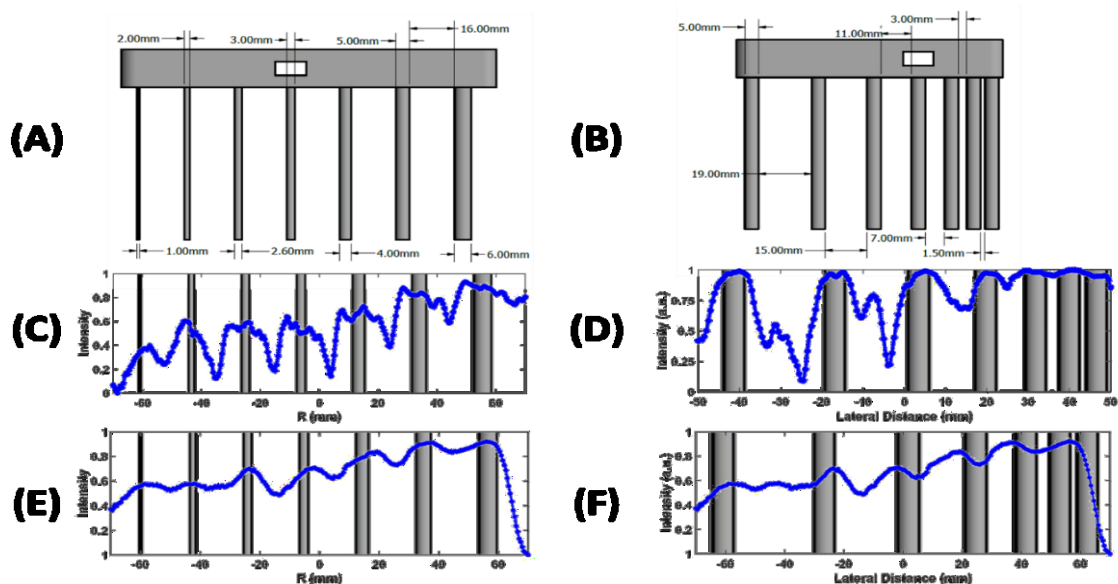 (A)
2.00mm
3.00mm
5.00mm
16.00mm
1.00mm
2.60mm
4.00mm
6.00mm
(B)
5.00mm
11.00mm
3.00mm
19.00mm
15.00mm
7.00mm
1.50mm
(C)
Intensity
1
0.8
0.6
0.4
0.2
0
-60 -40 -20 0 20 40 60
R (mm)
(D)
Intensity (a.u.)
1
0.75
0.5
0.25
0
-50 -40 -30 -20 -10 0 10 20 30 40 50
Lateral Distance (mm)
(E)
Intensity
1
0.8
0.6
0.4
0.2
1
-60 -40 -20 0 20 40 60
R (mm)
(F)
Intensity (a.u.)
1
0.8
0.6
0.4
0.2
1
-60 -40 -20 0 20 40 60
Lateral Distance (mm)